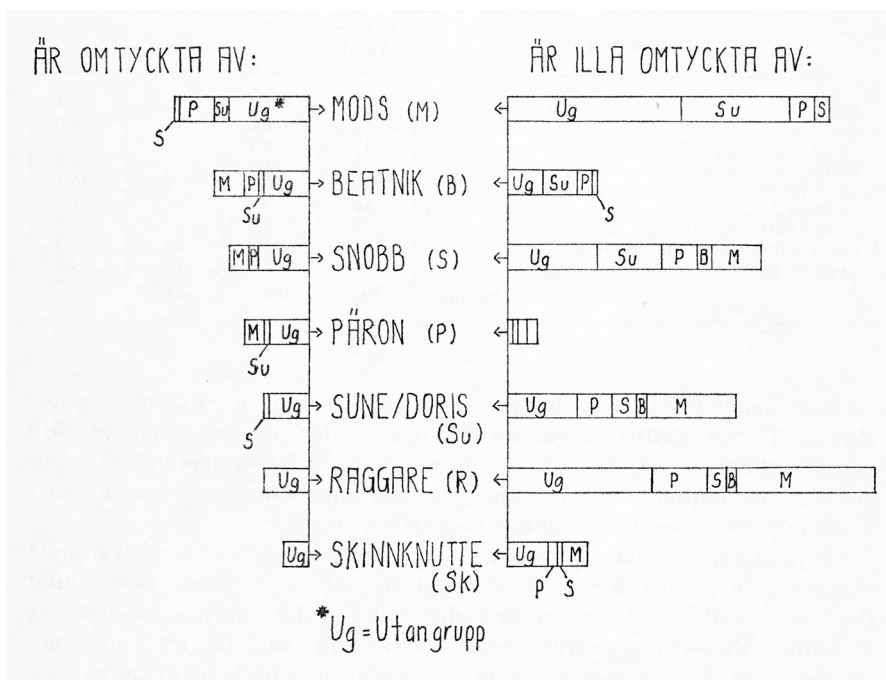 ÄR OMTYCKTA AV: ÄR ILLA OMTYCKTA AV:
P Su Ug* → MODS (M) ← Ug Su P S
S
M P Ug → BEATNIK (B) ← Ug Su P
Su S
M P Ug → SNOBB (S) ← Ug Su P B M
M Ug → PÄRON (P) ←
Su
Ug → SUNE/DORIS ← Ug P S B M
S (Su)
Ug → RAGGARE (R) ← Ug P S B M
Ug → SKINNKNUTTE ← Ug M
(SK) P S
*Ug = Utangrupp